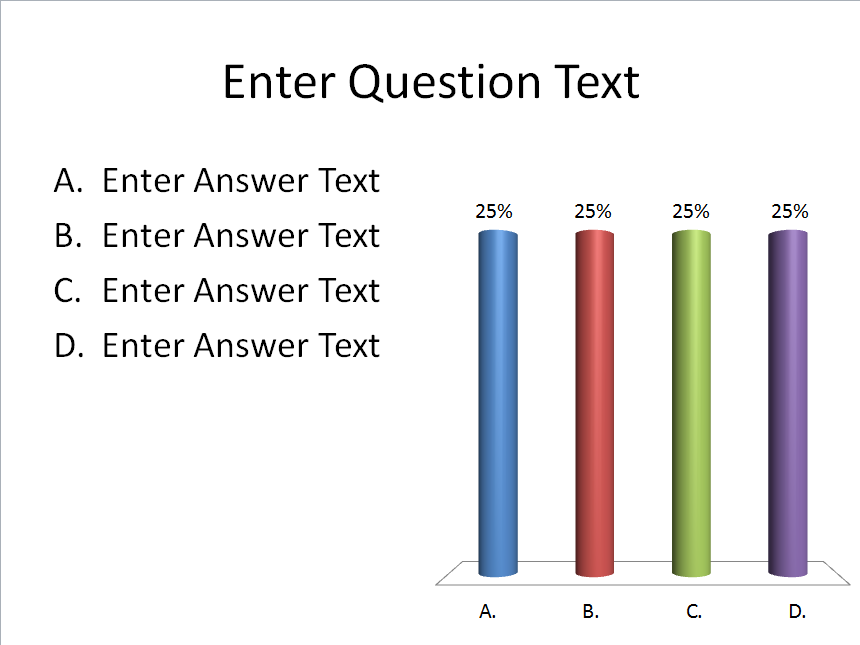 Enter Question Text
A. Enter Answer Text
B. Enter Answer Text
C. Enter Answer Text
D. Enter Answer Text
25% 25% 25% 25%
A. B. C. D.